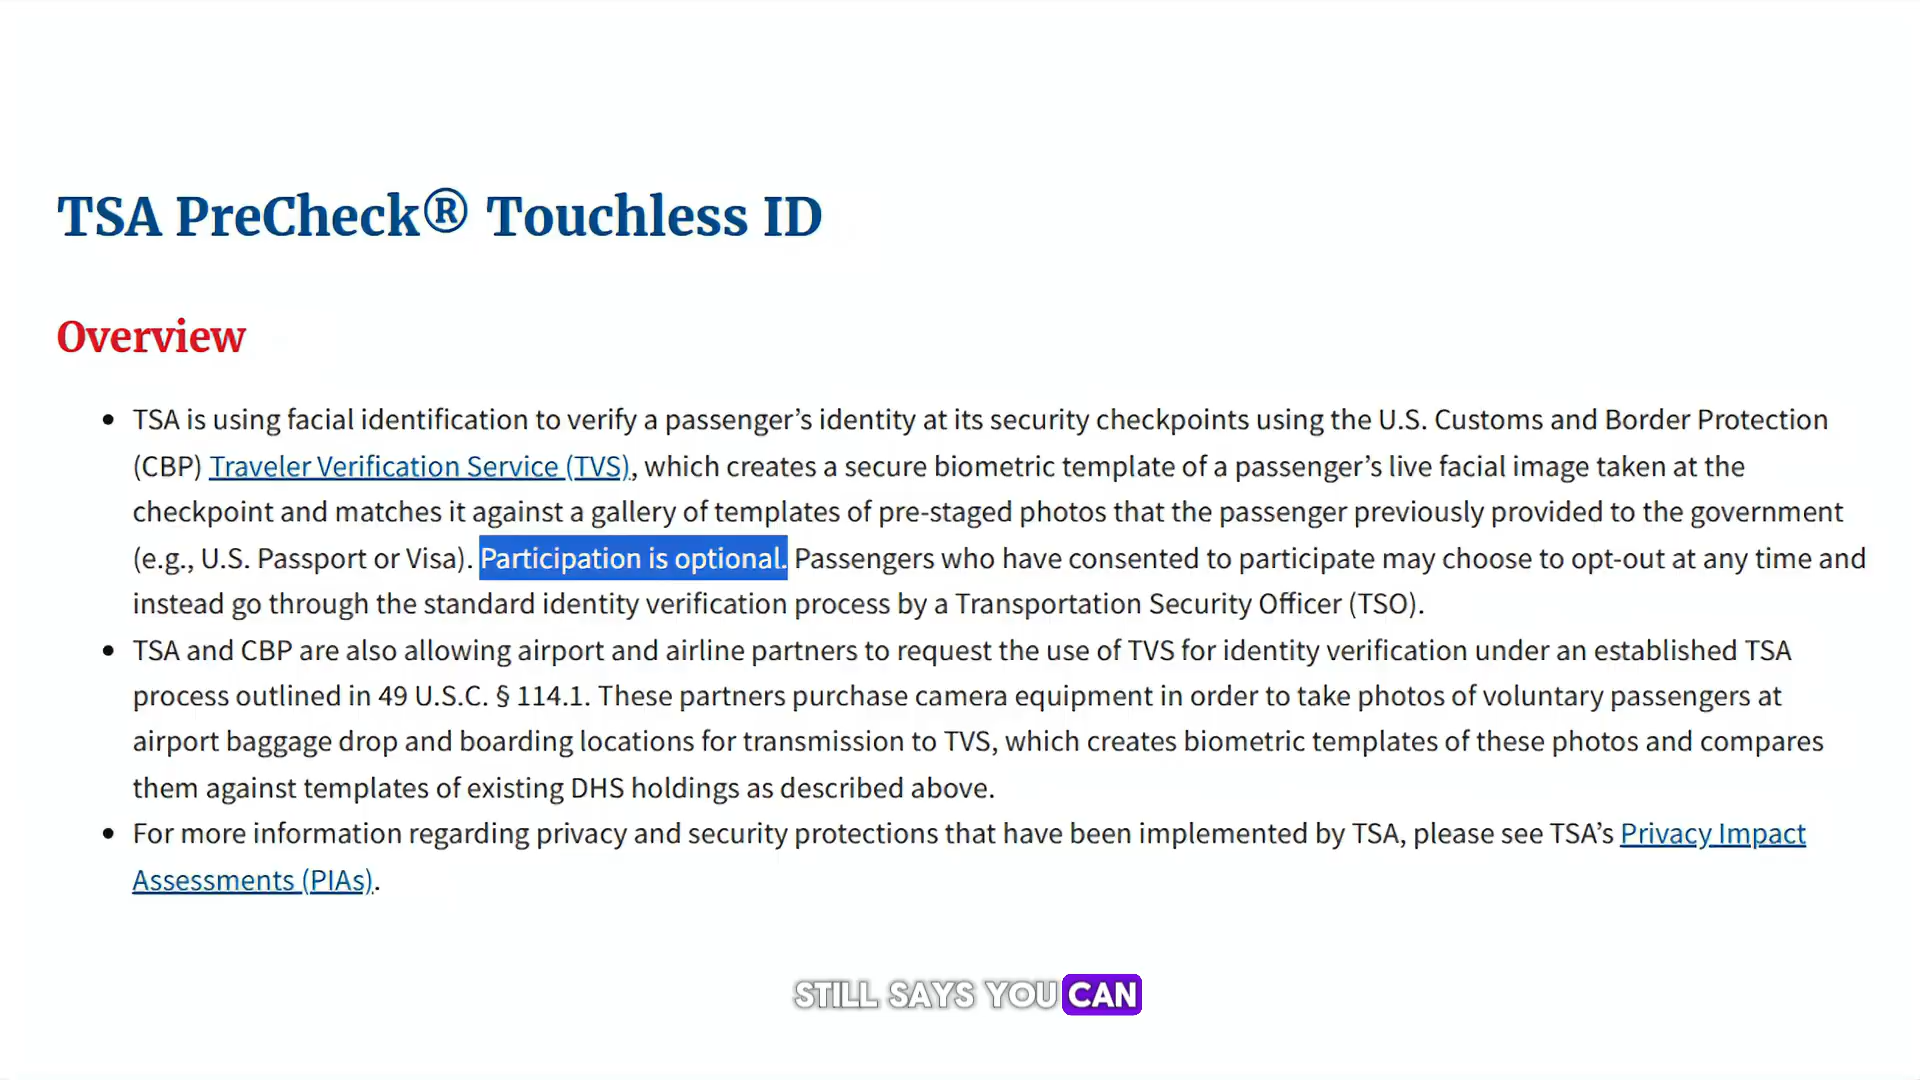 TSA PreCheck® Touchless ID
Overview
• TSA is using facial identification to verify a passenger’s identity at its security checkpoints using the U.S. Customs and Border Protection
(CBP) Traveler Verification Service (TVS), which creates a secure biometric template of a passenger’s live facial image taken at the
checkpoint and matches it against a gallery of templates of pre-staged photos that the passenger previously provided to the government
(e.g., U.S. Passport or Visa). Participation is optional. Passengers who have consented to participate may choose to opt-out at any time and
instead go through the standard identity verification process by a Transportation Security Officer (TSO).
• TSA and CBP are also allowing airport and airline partners to request the use of TVS for identity verification under an established TSA
process outlined in 49 U.S.C. § 114.1. These partners purchase camera equipment in order to take photos of voluntary passengers at
airport baggage drop and boarding locations for transmission to TVS, which creates biometric templates of these photos and compares
them against templates of existing DHS holdings as described above.
• For more information regarding privacy and security protections that have been implemented by TSA, please see TSA’s Privacy Impact
Assessments (PIAs).
STILL SAYS YOU CAN